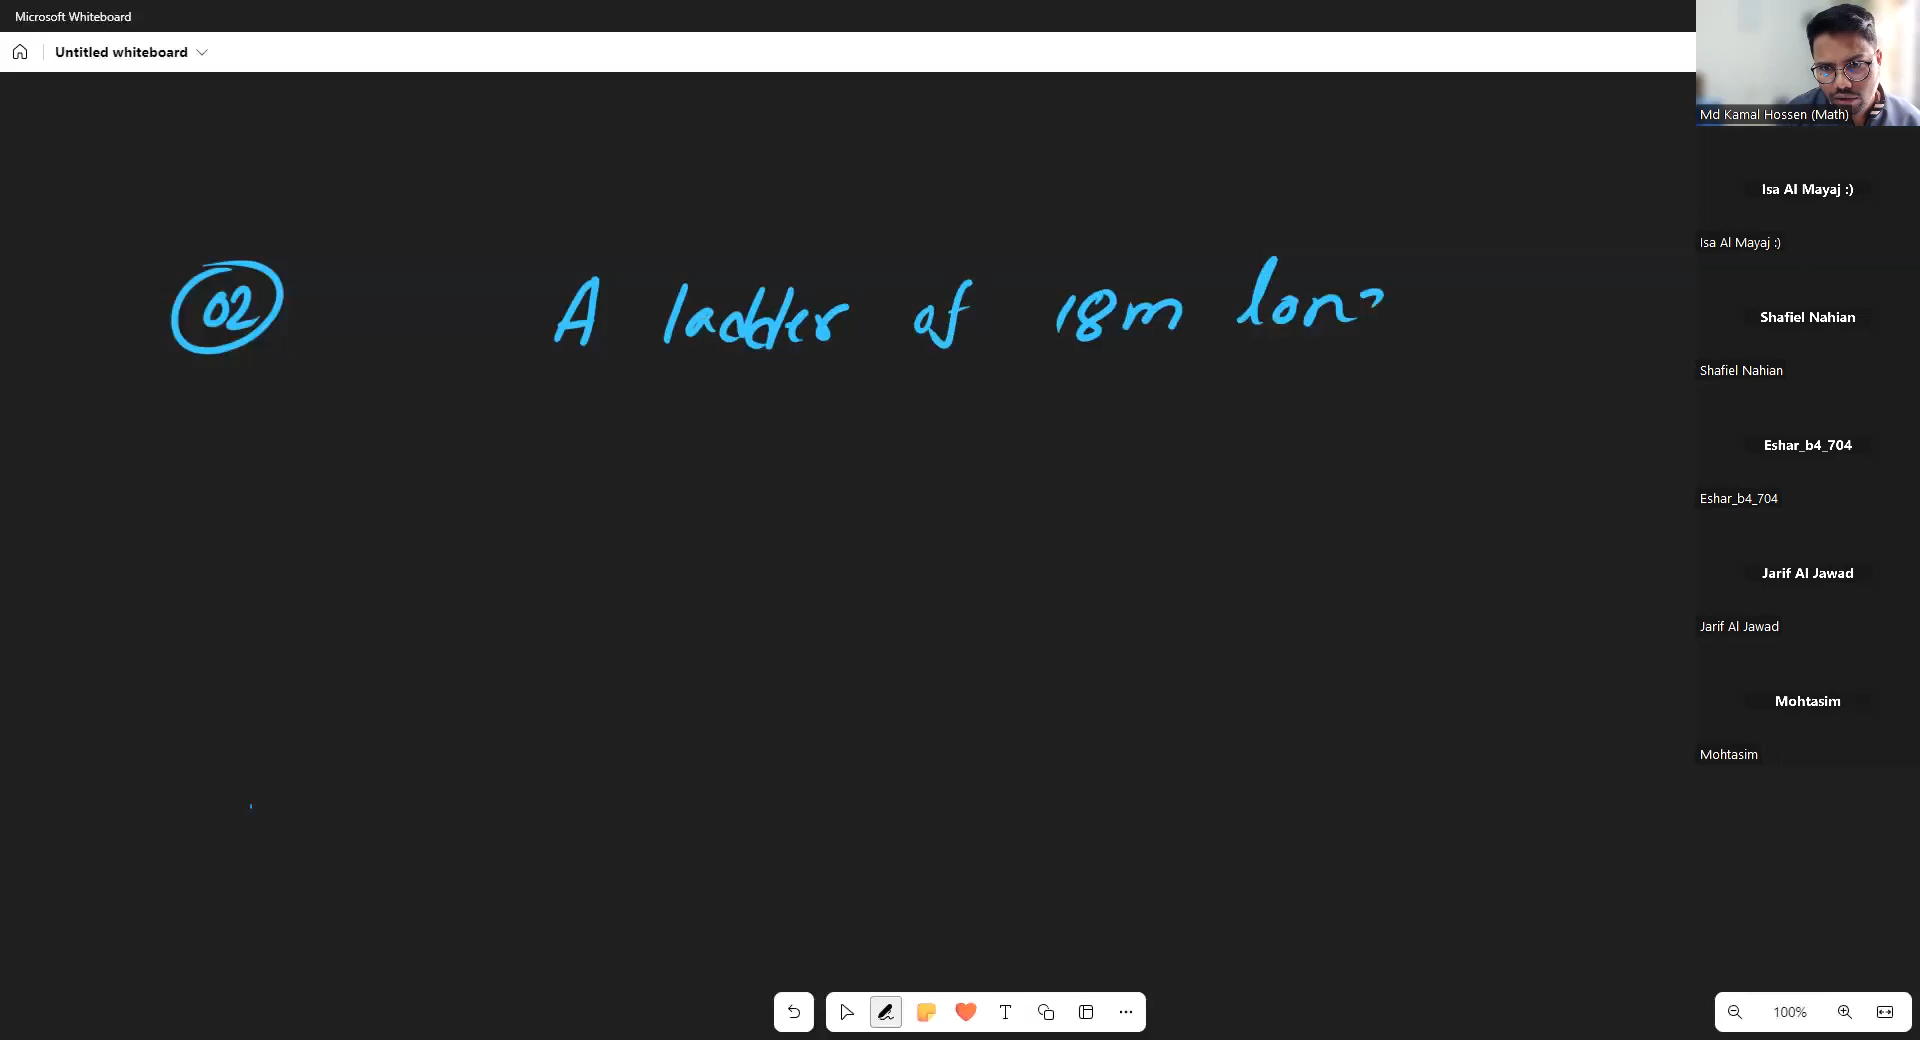 Microsoft Whiteboard
Untitled whiteboard
Md Kamal Hossen (Math)
Isa Al Mayaj :)
Isa Al Mayaj :)
02 A ladder of 18m lon
Shafiel Nahian
Shafiel Nahian
Eshar_b4_704
Eshar_b4_704
Jarif Al Jawad
Jarif Al Jawad
Mohtasim
Mohtasim
T
100%